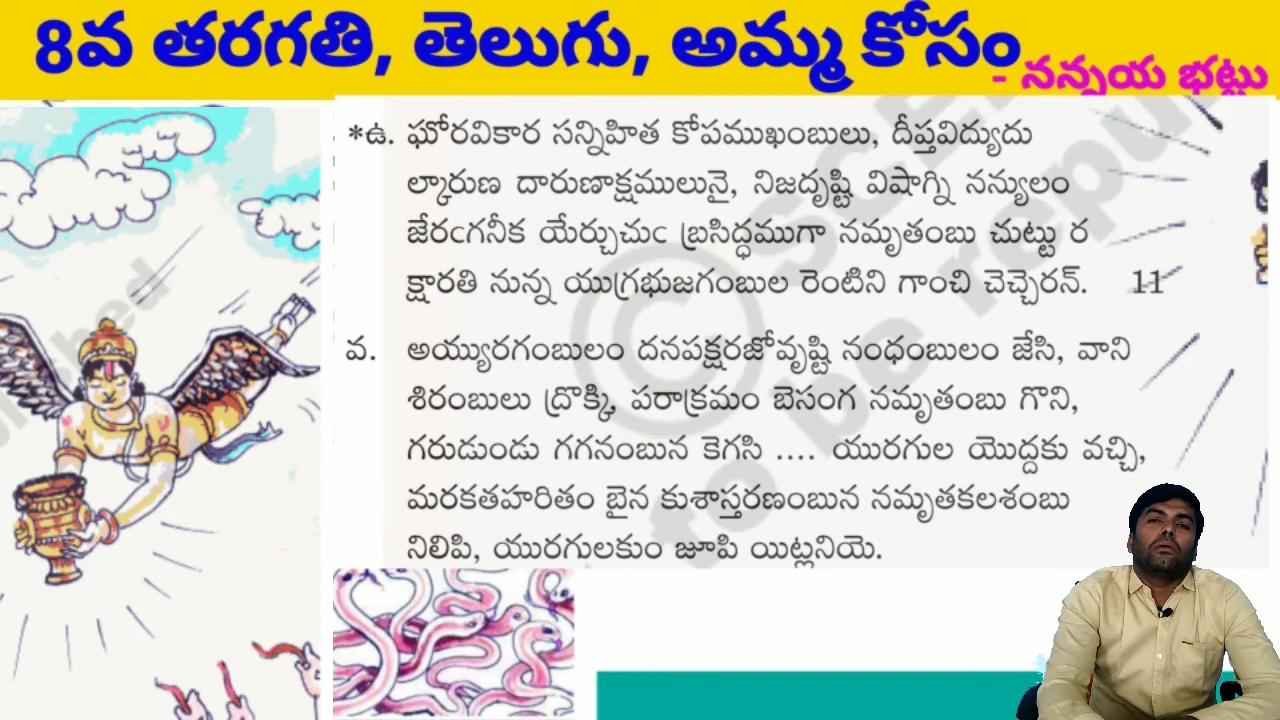 8వ తరగతి, తెలుగు, అమ్మ కోసం
- నన్నయ భట్టు
*ఉ. ఘోరవికార సన్నిహిత కోపముఖంబులు, దీప్తవిద్యుదు
ల్కారుణ దారుణాక్షములునై, నిజదృష్టి విషాగ్ని నన్యులం
జేరఁగనీక యేర్చుచుఁ బ్రసిద్ధముగా నమృతంబు చుట్టు ర
క్షారతి నున్న యుగ్రభుజగంబుల రెంటిని గాంచి చెచ్చెరన్. 11
వ. అయ్యురగంబులం దనపక్షరజోవృష్టి నంధంబులం జేసి, వాని
శిరంబులు ద్రొక్కి, పరాక్రమం బెసంగ నమృతంబు గొని,
గరుడుండు గగనంబున కెగసి .... యురగుల యొద్దకు వచ్చి,
మరకతహరితం బైన కుశాస్తరణంబున నమృతకలశంబు
నిలిపి, యురగులకుం జూపి యిట్లనియె.